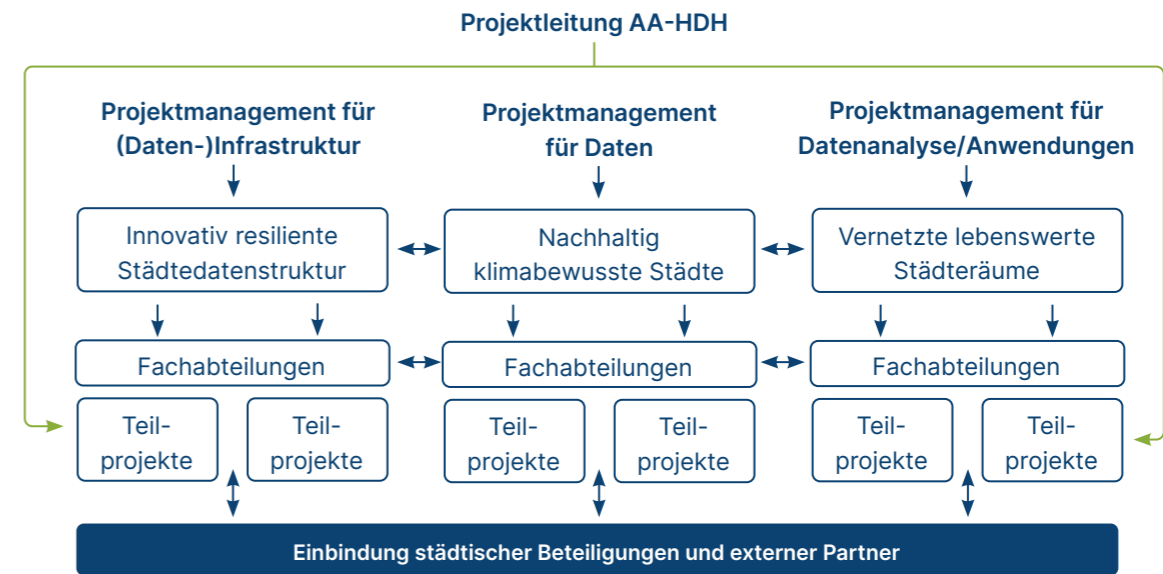 Projektleitung AA-HDH
Projektmanagement für
(Daten-)Infrastruktur
Projektmanagement
für Daten
Projektmanagement für
Datenanalyse/Anwendungen
Innovativ resiliente
Städtedatenstruktur
Nachhaltig
klimabewusste Städte
Vernetzte lebenswerte
Städteräume
Fachabteilungen
Fachabteilungen
Fachabteilungen
Teil-
projekte
Teil-
projekte
Teil-
projekte
Teil-
projekte
Teil-
projekte
Teil-
projekte
Einbindung städtischer Beteiligungen und externer Partner